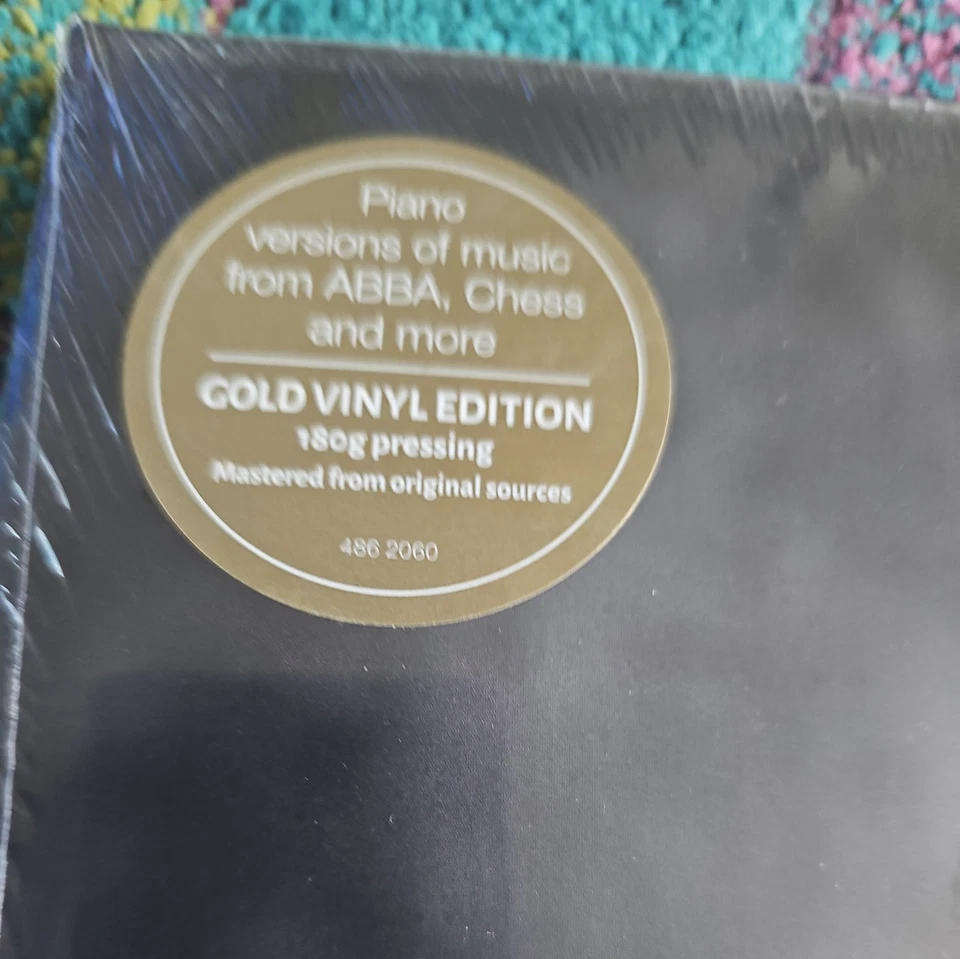 Piano
versions of music
from ABBA, Chess
and more
GOLD VINYL EDITION
180g pressing
Mastered from original sources
486 2060